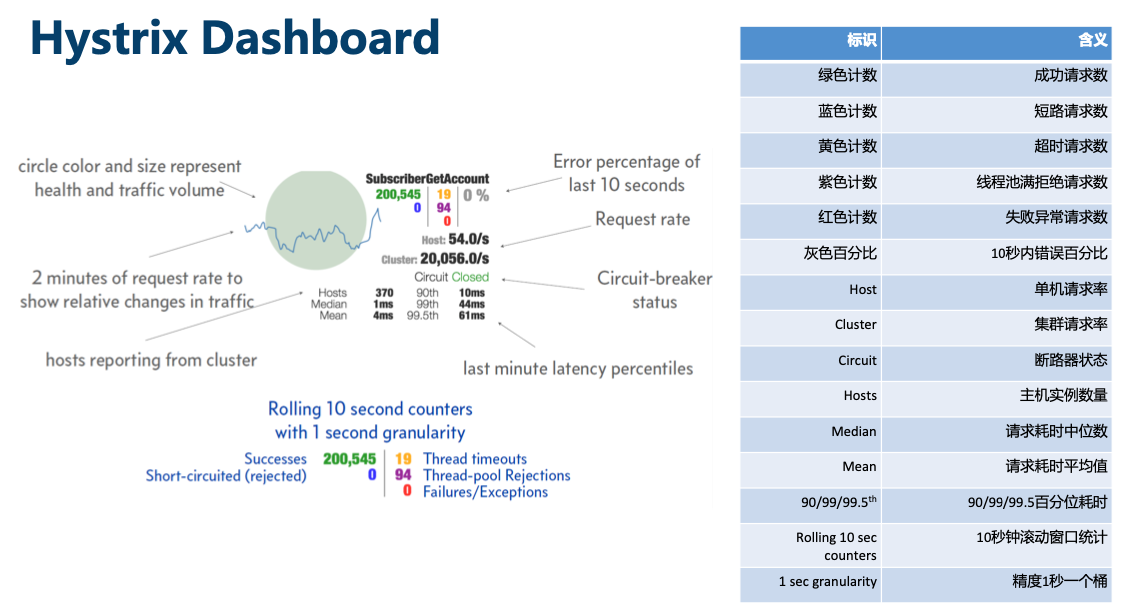 Hystrix Dashboard
circle color and size represent
health and traffic volume
2 minutes of request rate to
show relative changes in traffic
hosts reporting from cluster
SubscriberGetAccount
200,545 19 0 %
0 94
0
Host: 54.0/s
Cluster: 20,056.0/s
Circuit Closed
Hosts 370 90th 10ms
Median 1ms 99th 44ms
Mean 4ms 99.5th 61ms
Error percentage of
last 10 seconds
Request rate
Circuit-breaker
status
last minute latency percentiles
Rolling 10 second counters
with 1 second granularity
Successes 200,545 19 Thread timeouts
Short-circuited (rejected) 0 94 Thread-pool Rejections
0 Failures/Exceptions
标识 含义
绿色计数 成功请求数
蓝色计数 短路请求数
黄色计数 超时请求数
紫色计数 线程池满拒绝请求数
红色计数 失败异常请求数
灰色百分比 10秒内错误百分比
Host 单机请求率
Cluster 集群请求率
Circuit 断路器状态
Hosts 主机实例数量
Median 请求耗时中位数
Mean 请求耗时平均值
90/99/99.5th 90/99/99.5百分位耗时
Rolling 10 sec 10秒钟滚动窗口统计
counters
1 sec granularity 精度1秒一个桶